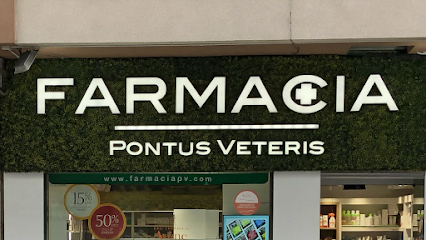 FARMACIA
PONTUS VETERIS
www.farmaciapv.com
15%
50%